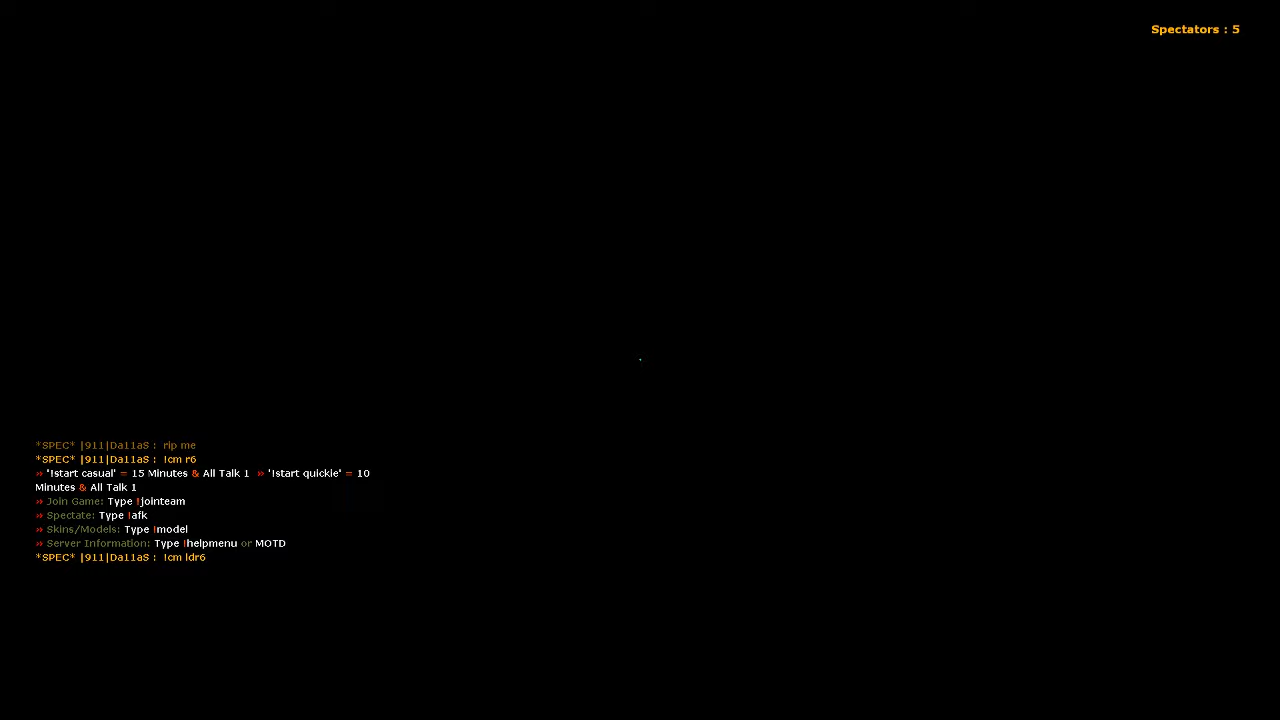 Spectators : 5
*SPEC* |911|Da11aS : rip me
*SPEC* |911|Da11aS : !cm r6
» '!start casual' = 15 Minutes & All Talk 1 » '!start quickie' = 10
Minutes & All Talk 1
» Join Game: Type !jointeam
» Spectate: Type !afk
» Skins/Models: Type !model
» Server Information: Type !helpmenu or MOTD
*SPEC* |911|Da11aS : !cm ldr6